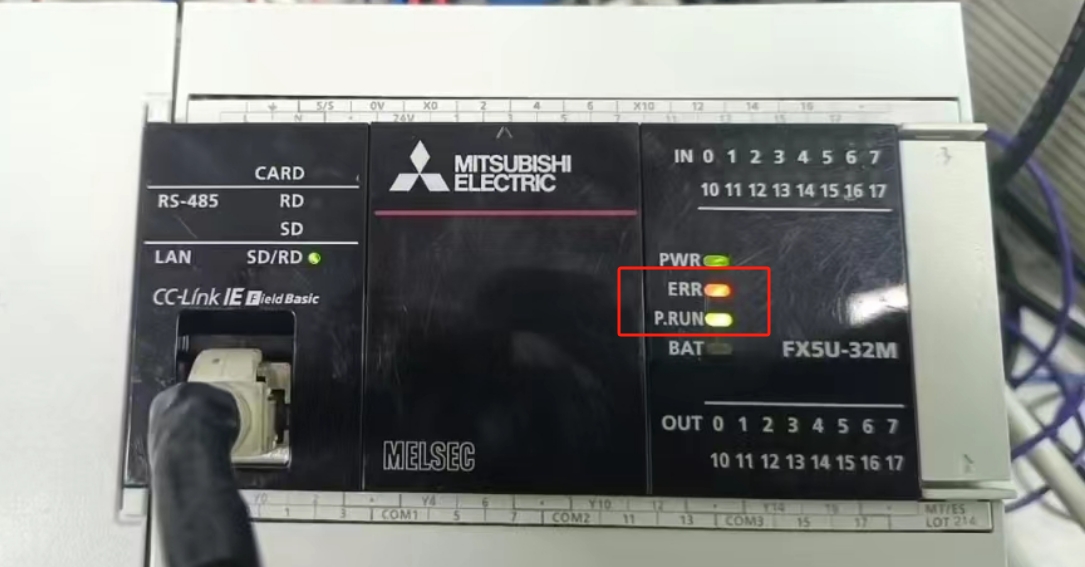 S/S 0V X0 2 4 6 X10 12 14 16
L N 24V 1 3 5 7 11 13 15 17
CARD
RS-485 RD
SD
LAN SD/RD
CC-Link IE Field Basic
MITSUBISHI
ELECTRIC
MELSEC
IN 0 1 2 3 4 5 6 7
10 11 12 13 14 15 16 17
PWR
ERR
P.RUN
BAT
FX5U-32M
OUT 0 1 2 3 4 5 6 7
10 11 12 13 14 15 16 17
Y0 2 Y4 6 Y10 12 Y14 16
1 3 COM1 5 7 COM2 11 13 COM3 15 17
MT/ES
LOT 214